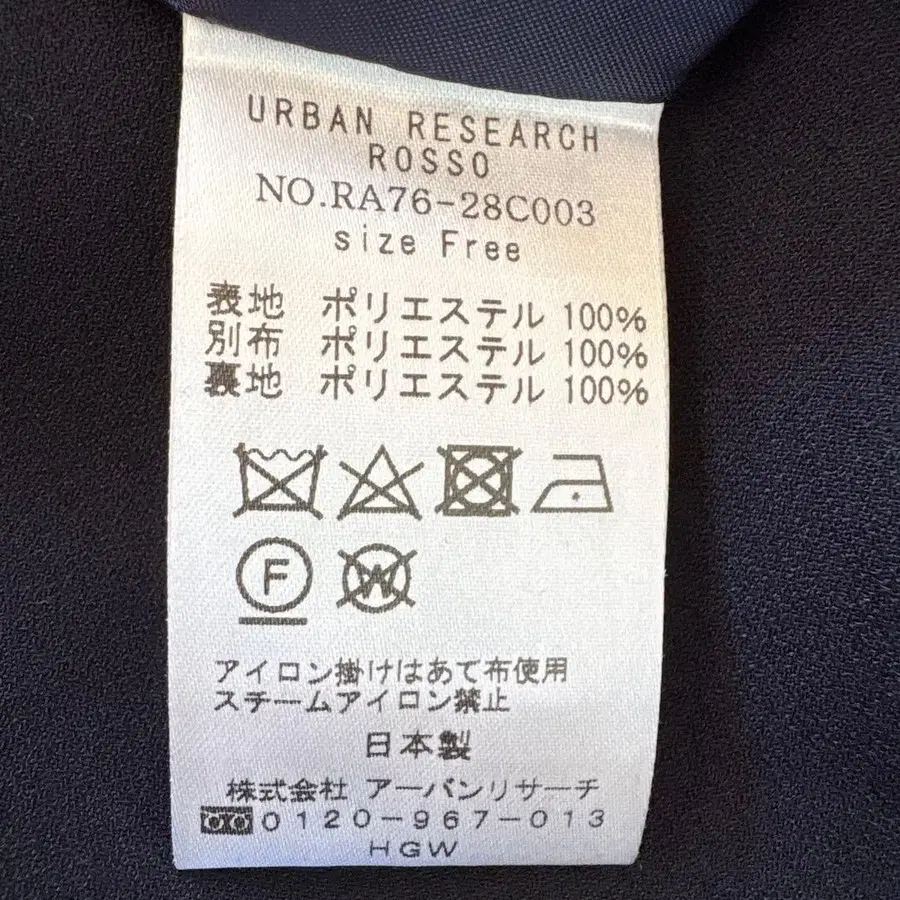 URBAN RESEARCH
ROSSO
NO.RA76-28C003
size Free
表地 ポリエステル 100%
別布 ポリエステル 100%
裏地 ポリエステル 100%
F
W
アイロン掛けはあて布使用
スチームアイロン禁止
日本製
株式会社 アーバンリサーチ
0120-967-013
HGW